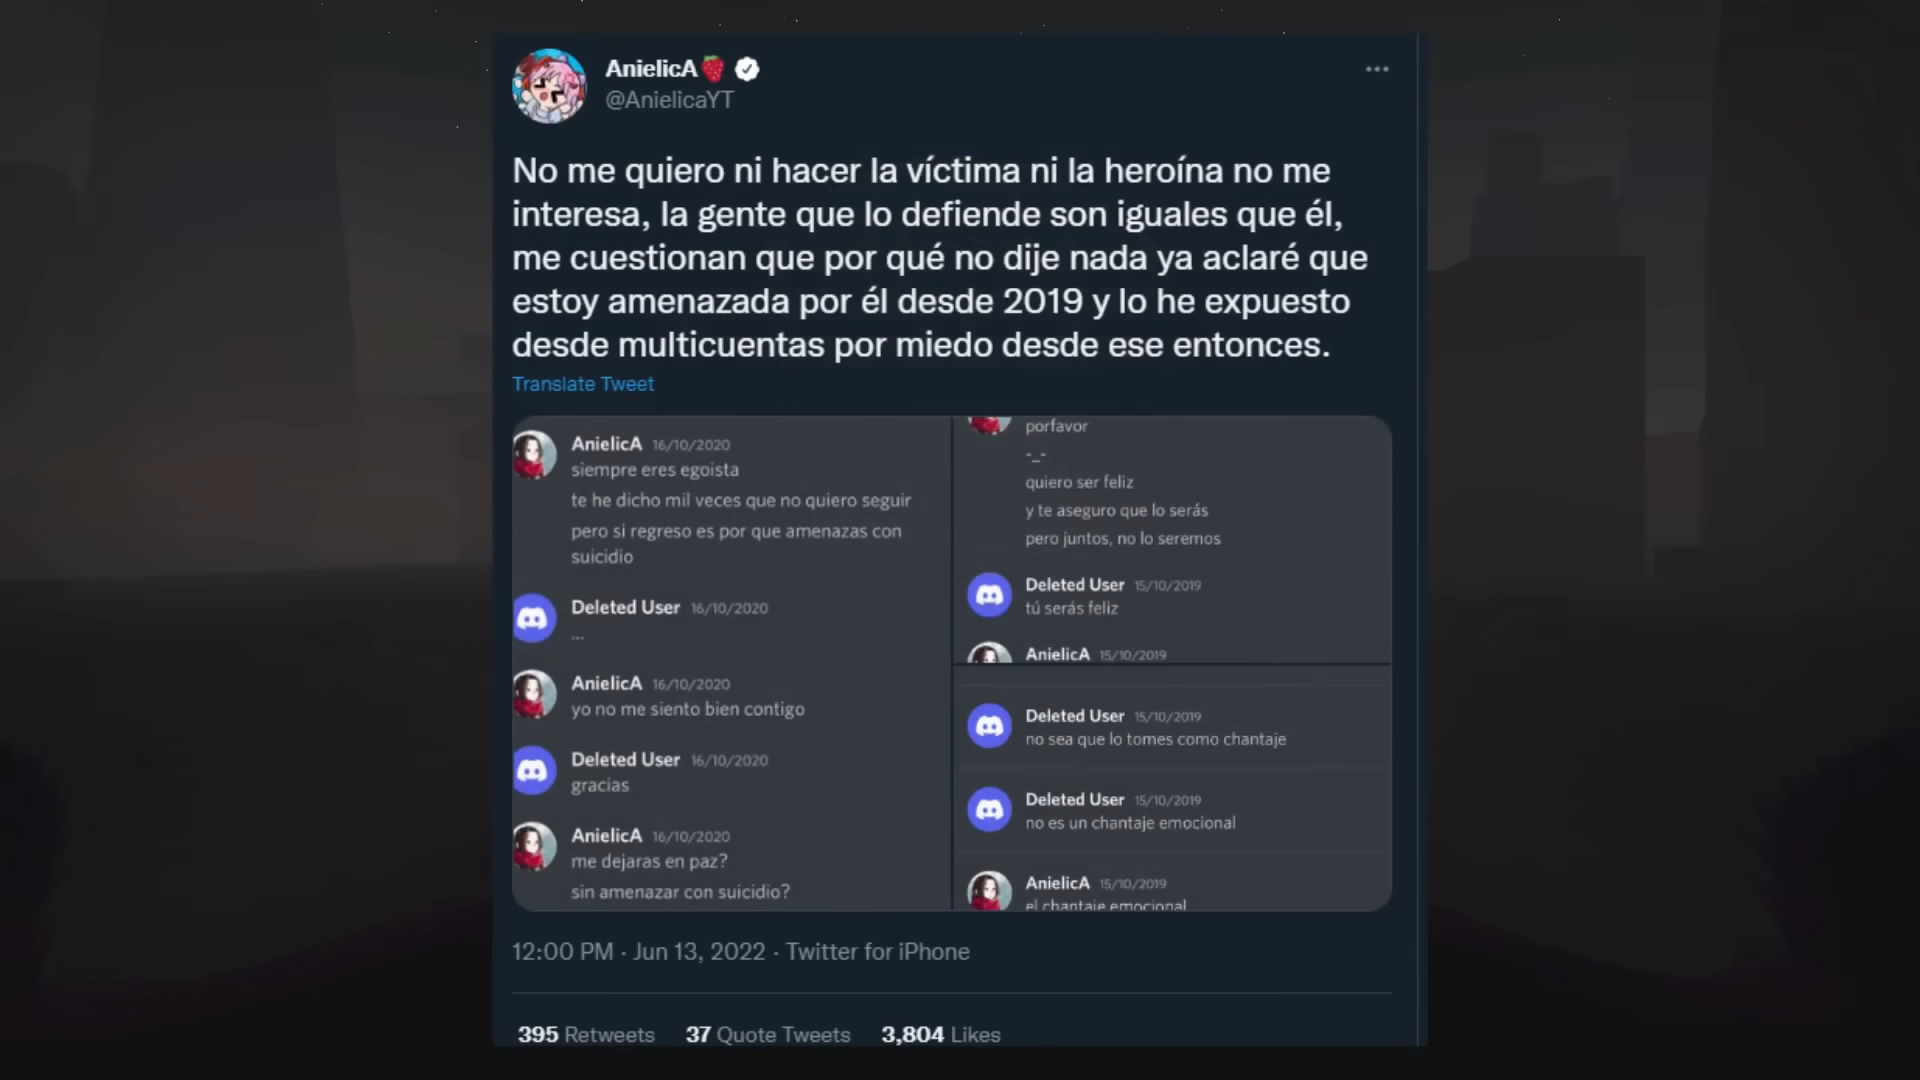 AnielicA🍓
@AnielicaYT
No me quiero ni hacer la víctima ni la heroína no me
interesa, la gente que lo defiende son iguales que él,
me cuestionan que por qué no dije nada ya aclaré que
estoy amenazada por él desde 2019 y lo he expuesto
desde multicuentas por miedo desde ese entonces.
Translate Tweet
AnielicA 16/10/2020
siempre eres egoista
te he dicho mil veces que no quiero seguir
pero si regreso es por que amenazas con
suicidio
Deleted User 16/10/2020
...
AnielicA 16/10/2020
yo no me siento bien contigo
Deleted User 16/10/2020
gracias
AnielicA 16/10/2020
me dejaras en paz?
sin amenazar con suicidio?
porfavor
-_-
quiero ser feliz
y te aseguro que lo serás
pero juntos, no lo seremos
Deleted User 15/10/2019
tú serás feliz
AnielicA 15/10/2019
Deleted User 15/10/2019
no sea que lo tomes como chantaje
Deleted User 15/10/2019
no es un chantaje emocional
AnielicA 15/10/2019
el chantaje emocional
12:00 PM · Jun 13, 2022 · Twitter for iPhone
395 Retweets 37 Quote Tweets 3,804 Likes